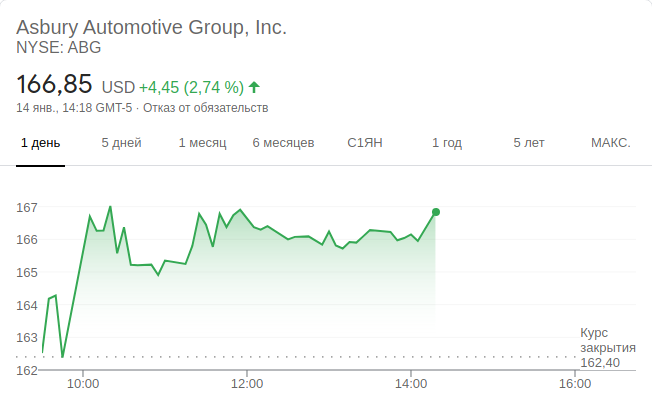 Asbury Automotive Group, Inc.
NYSE: ABG
166,85 USD +4,45 (2,74 %)
14 янв., 14:18 GMT-5 · Отказ от обязательств
1 день 5 дней 1 месяц 6 месяцев С1ЯН 1 год 5 лет МАКС.
167
166
165
164
163
162
Курс
закрытия
162,40
10:00 12:00 14:00 16:00